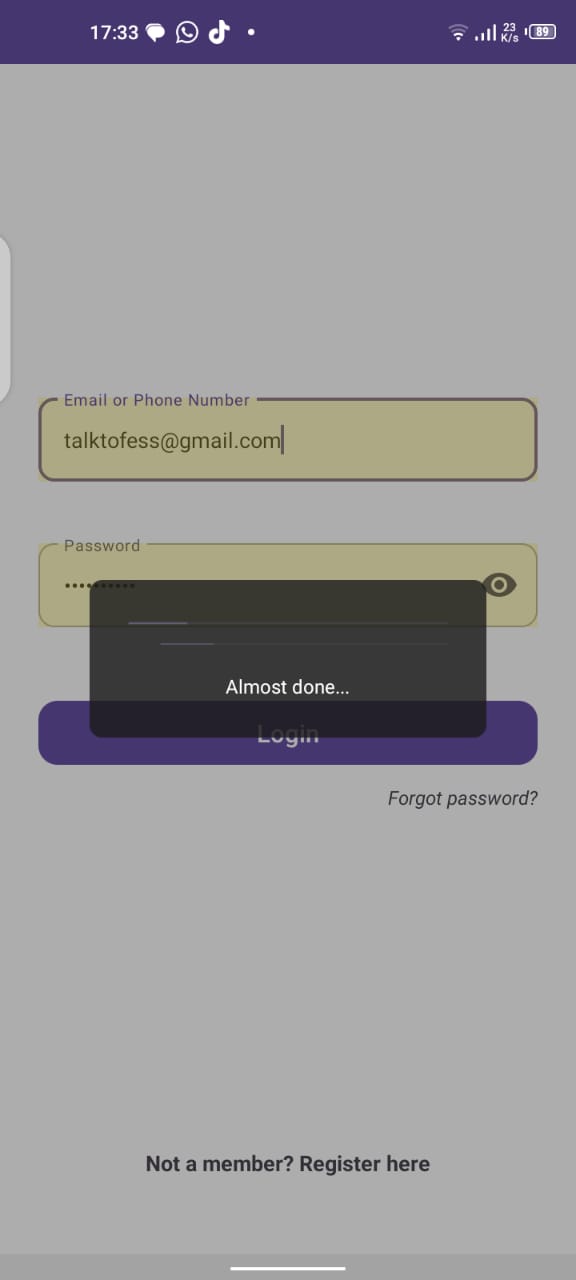 17:33
23
K/s
89
Email or Phone Number
talktofess@gmail.com
Password
Almost done...
Login
Forgot password?
Not a member? Register here